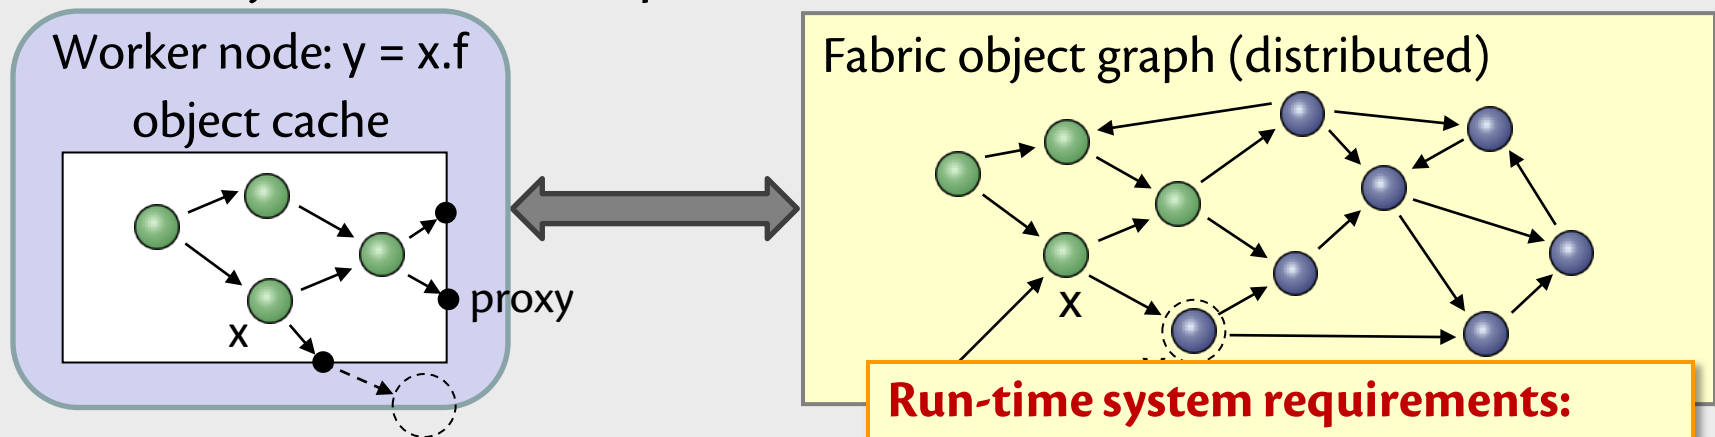 Worker node: y = x.f
object cache
x
proxy
Fabric object graph (distributed)
x
Run-time system requirements: